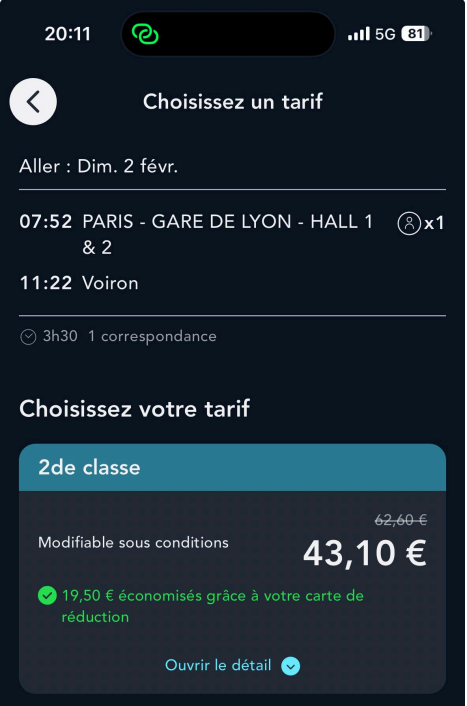 20:11 5G 81
Choisissez un tarif
Aller : Dim. 2 févr.
07:52 PARIS - GARE DE LYON - HALL 1 x1
& 2
11:22 Voiron
3h30 1 correspondance
Choisissez votre tarif
2de classe
62,60 €
Modifiable sous conditions 43,10 €
19,50 € économisés grâce à votre carte de
réduction
Ouvrir le détail